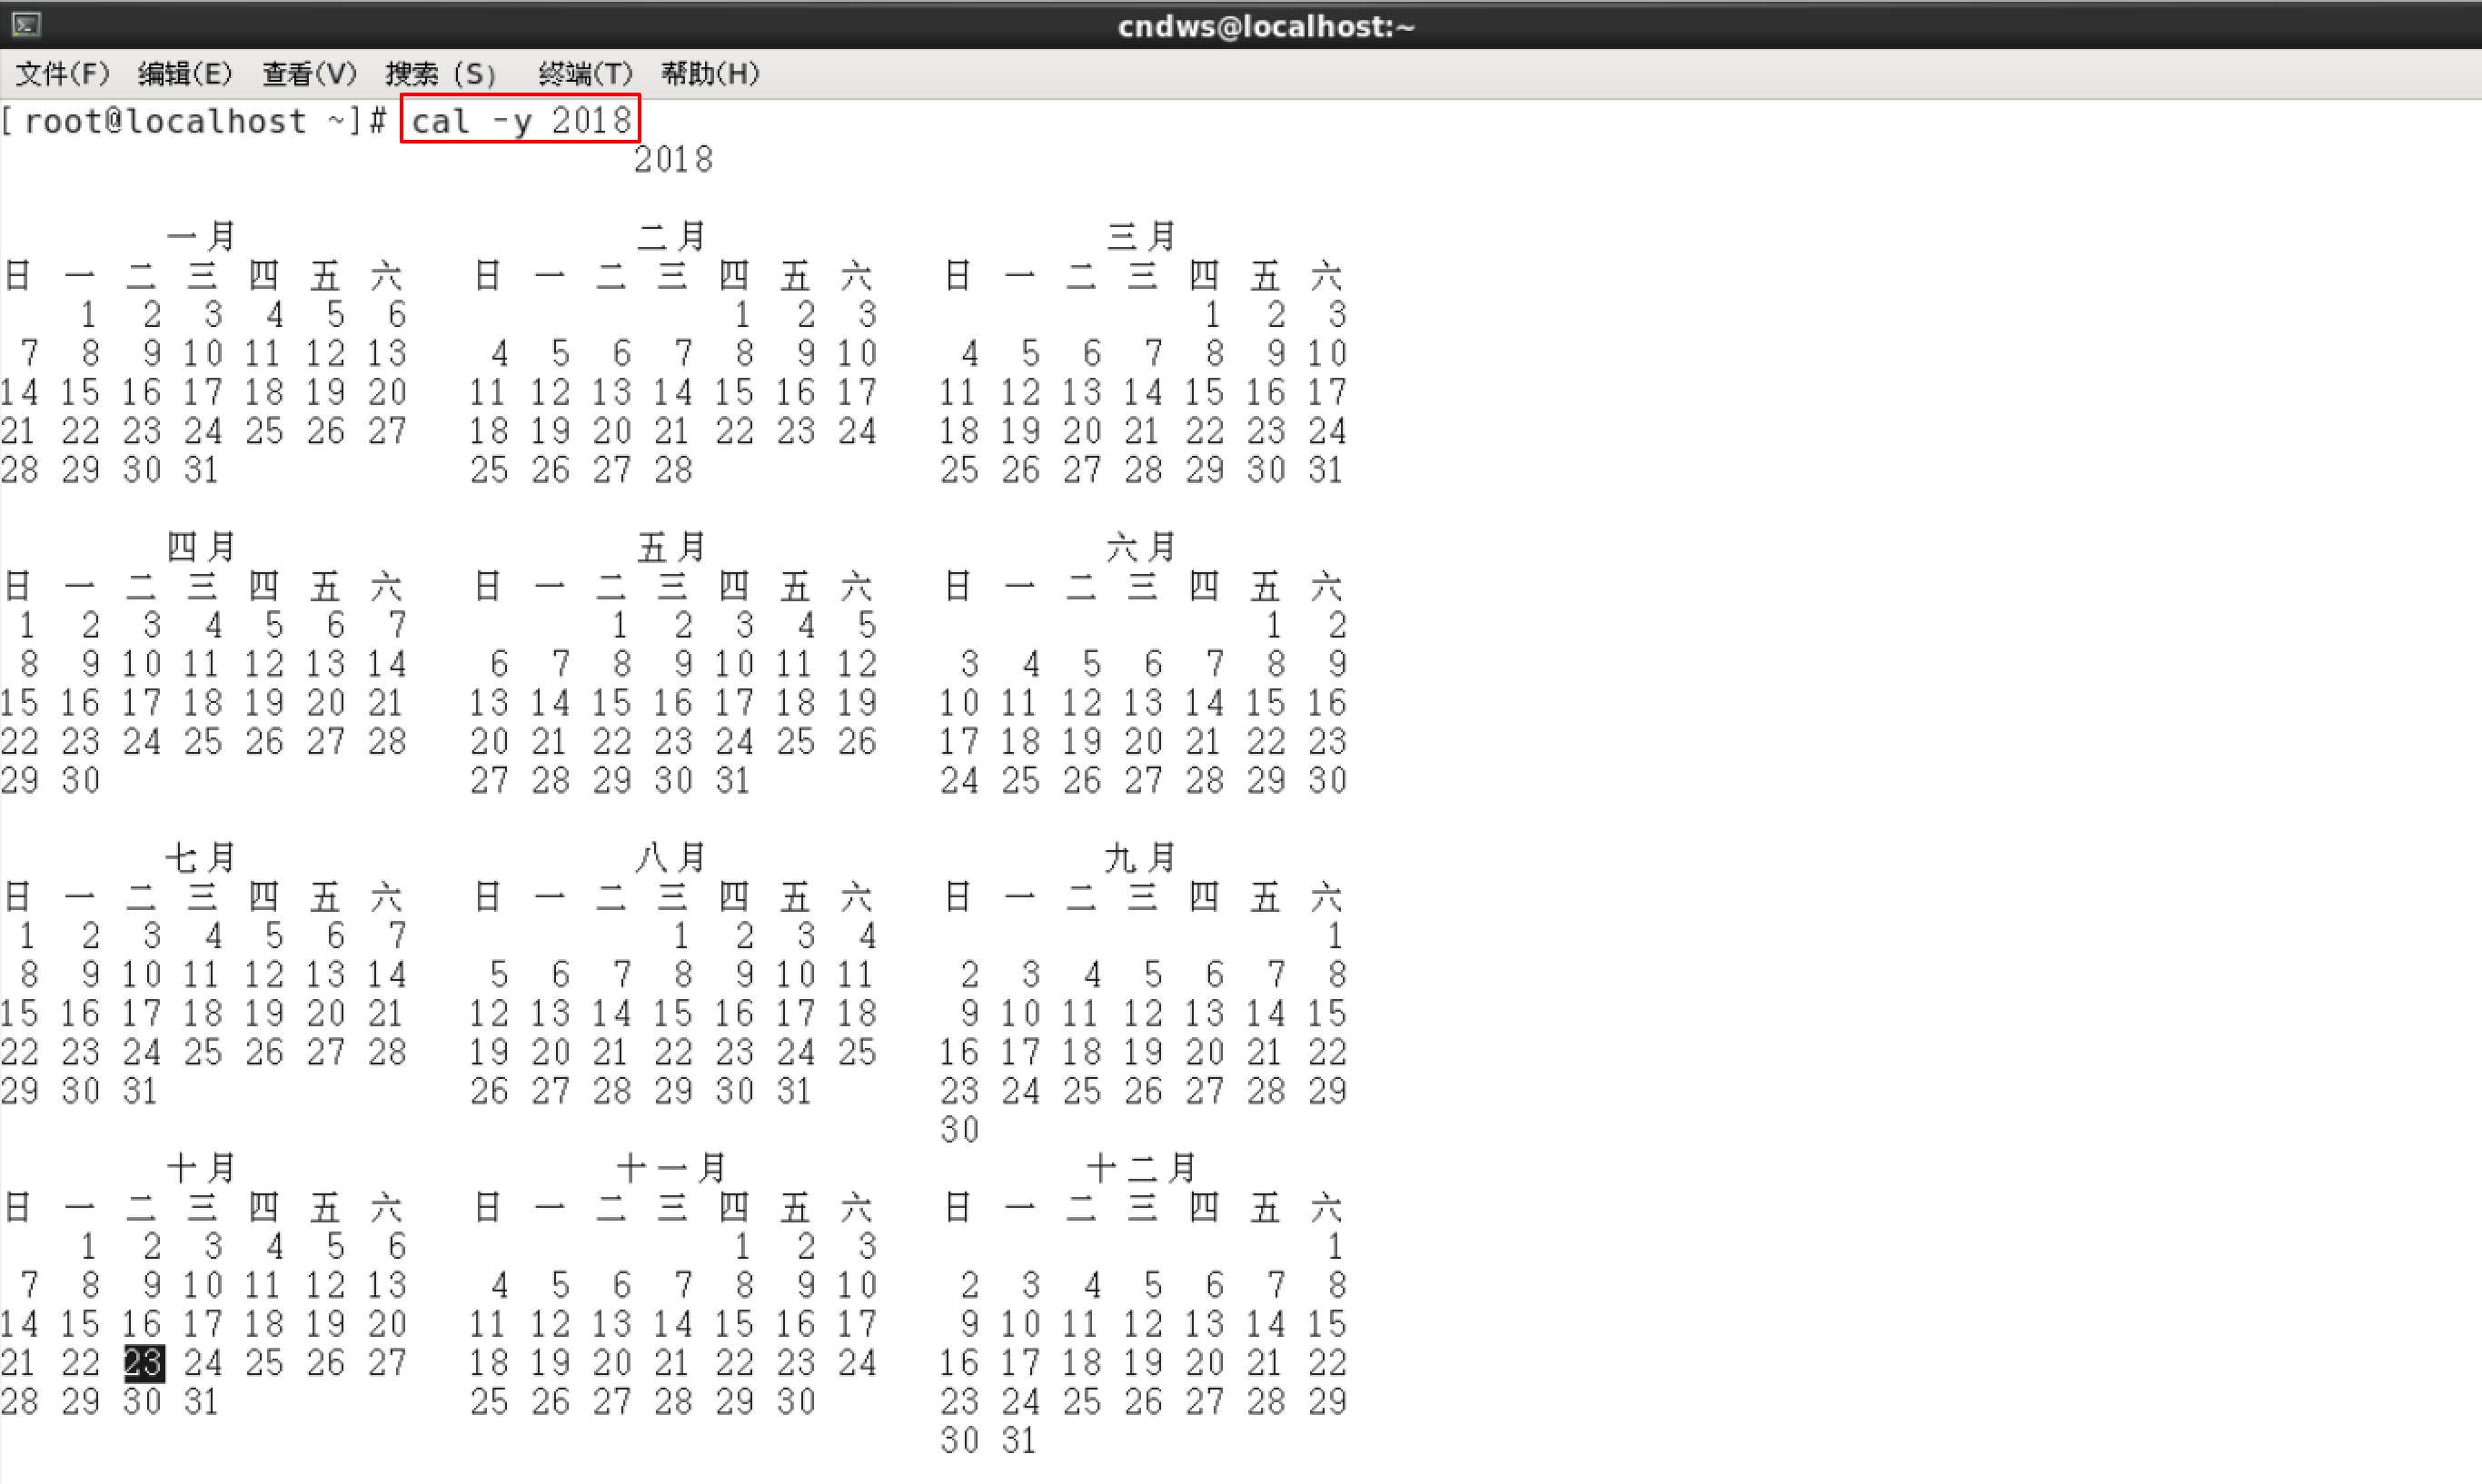 cndws@localhost:~
文件(F) 编辑(E) 查看(V) 搜索 (S) 终端(T) 帮助(H)
[root@localhost ~]# cal -y 2018
2018
一月 二月 三月
日 一 二 三 四 五 六 日 一 二 三 四 五 六 日 一 二 三 四 五 六
1 2 3 4 5 6 1 2 3 1 2 3
7 8 9 10 11 12 13 4 5 6 7 8 9 10 4 5 6 7 8 9 10
14 15 16 17 18 19 20 11 12 13 14 15 16 17 11 12 13 14 15 16 17
21 22 23 24 25 26 27 18 19 20 21 22 23 24 18 19 20 21 22 23 24
28 29 30 31 25 26 27 28 25 26 27 28 29 30 31
四月 五月 六月
日 一 二 三 四 五 六 日 一 二 三 四 五 六 日 一 二 三 四 五 六
1 2 3 4 5 6 7 1 2 3 4 5 1 2
8 9 10 11 12 13 14 6 7 8 9 10 11 12 3 4 5 6 7 8 9
15 16 17 18 19 20 21 13 14 15 16 17 18 19 10 11 12 13 14 15 16
22 23 24 25 26 27 28 20 21 22 23 24 25 26 17 18 19 20 21 22 23
29 30 27 28 29 30 31 24 25 26 27 28 29 30
七月 八月 九月
日 一 二 三 四 五 六 日 一 二 三 四 五 六 日 一 二 三 四 五 六
1 2 3 4 5 6 7 1 2 3 4 1
8 9 10 11 12 13 14 5 6 7 8 9 10 11 2 3 4 5 6 7 8
15 16 17 18 19 20 21 12 13 14 15 16 17 18 9 10 11 12 13 14 15
22 23 24 25 26 27 28 19 20 21 22 23 24 25 16 17 18 19 20 21 22
29 30 31 26 27 28 29 30 31 23 24 25 26 27 28 29
30
十月 十一月 十二月
日 一 二 三 四 五 六 日 一 二 三 四 五 六 日 一 二 三 四 五 六
1 2 3 4 5 6 1 2 3 1
7 8 9 10 11 12 13 4 5 6 7 8 9 10 2 3 4 5 6 7 8
14 15 16 17 18 19 20 11 12 13 14 15 16 17 9 10 11 12 13 14 15
21 22 23 24 25 26 27 18 19 20 21 22 23 24 16 17 18 19 20 21 22
28 29 30 31 25 26 27 28 29 30 23 24 25 26 27 28 29
30 31